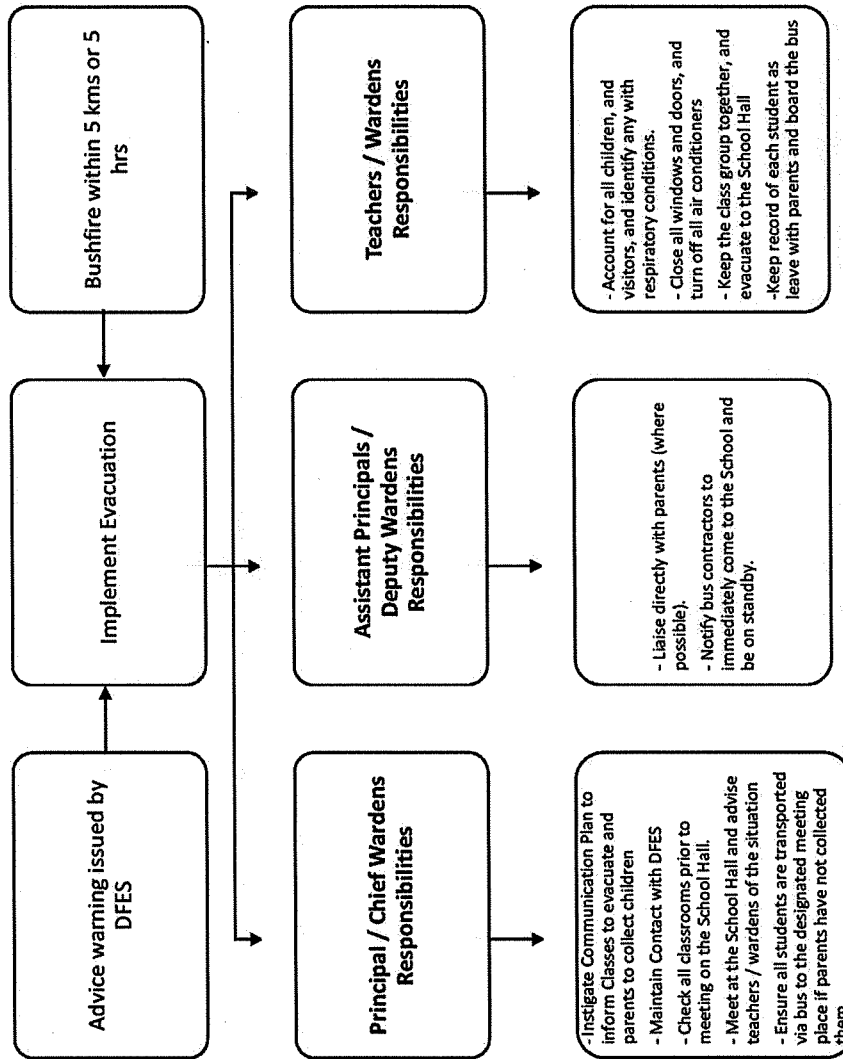 Advice warning issued by
DFES
Implement Evacuation
Bushfire within 5 kms or 5
hrs
Principal / Chief Wardens
Responsibilities
Assistant Principals /
Deputy Wardens
Responsibilities
Teachers / Wardens
Responsibilities
- Instigate Communication Plan to
inform Classes to evacuate and
parents to collect children
- Maintain Contact with DFES
- Check all classrooms prior to
meeting on the School Hall.
- Meet at the School Hall and advise
teachers / wardens of the situation
- Ensure all students are transported
via bus to the designated meeting
place if parents have not collected
them
- Liaise directly with parents (where
possible).
- Notify bus contractors to
immediately come to the School and
be on standby.
- Account for all children, and
visitors, and identify any with
respiratory conditions.
- Close all windows and doors, and
turn off all air conditioners
- Keep the class group together, and
evacuate to the School Hall
-Keep record of each student as
leave with parents and board the bus